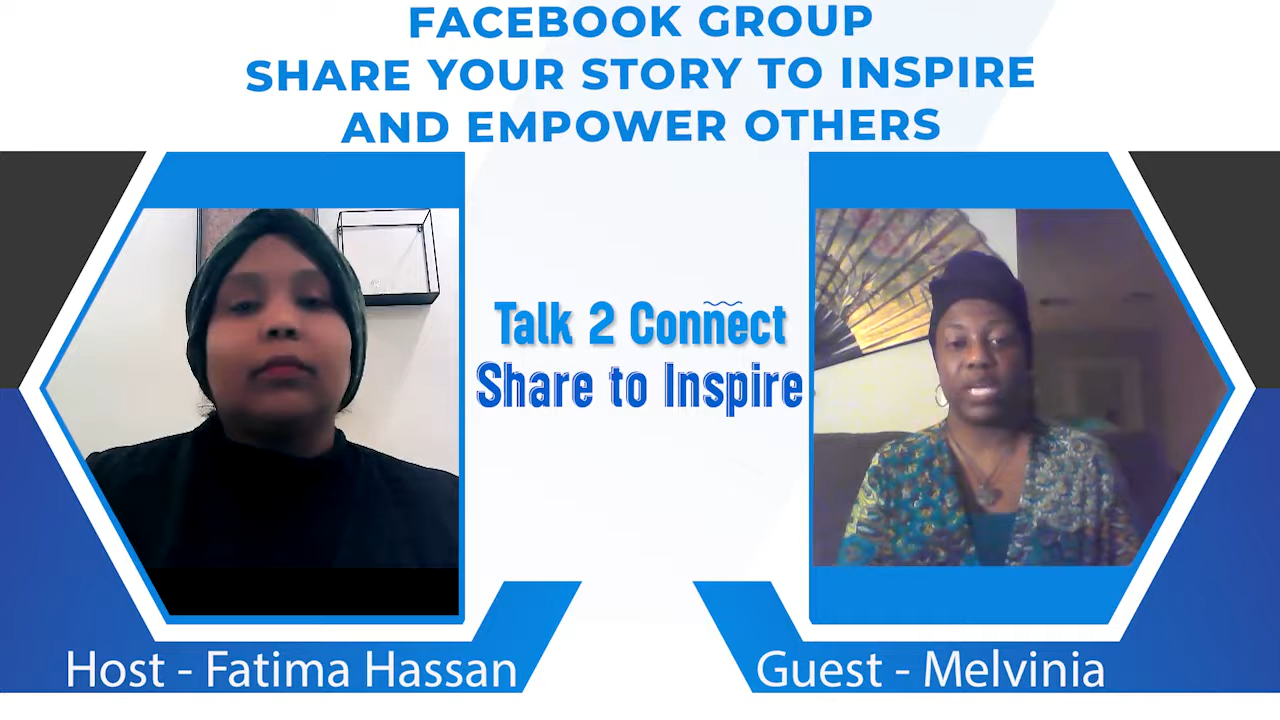 FACEBOOK GROUP
SHARE YOUR STORY TO INSPIRE
AND EMPOWER OTHERS
Talk 2 Connect
Share to Inspire
Host - Fatima Hassan
Guest - Melvinia